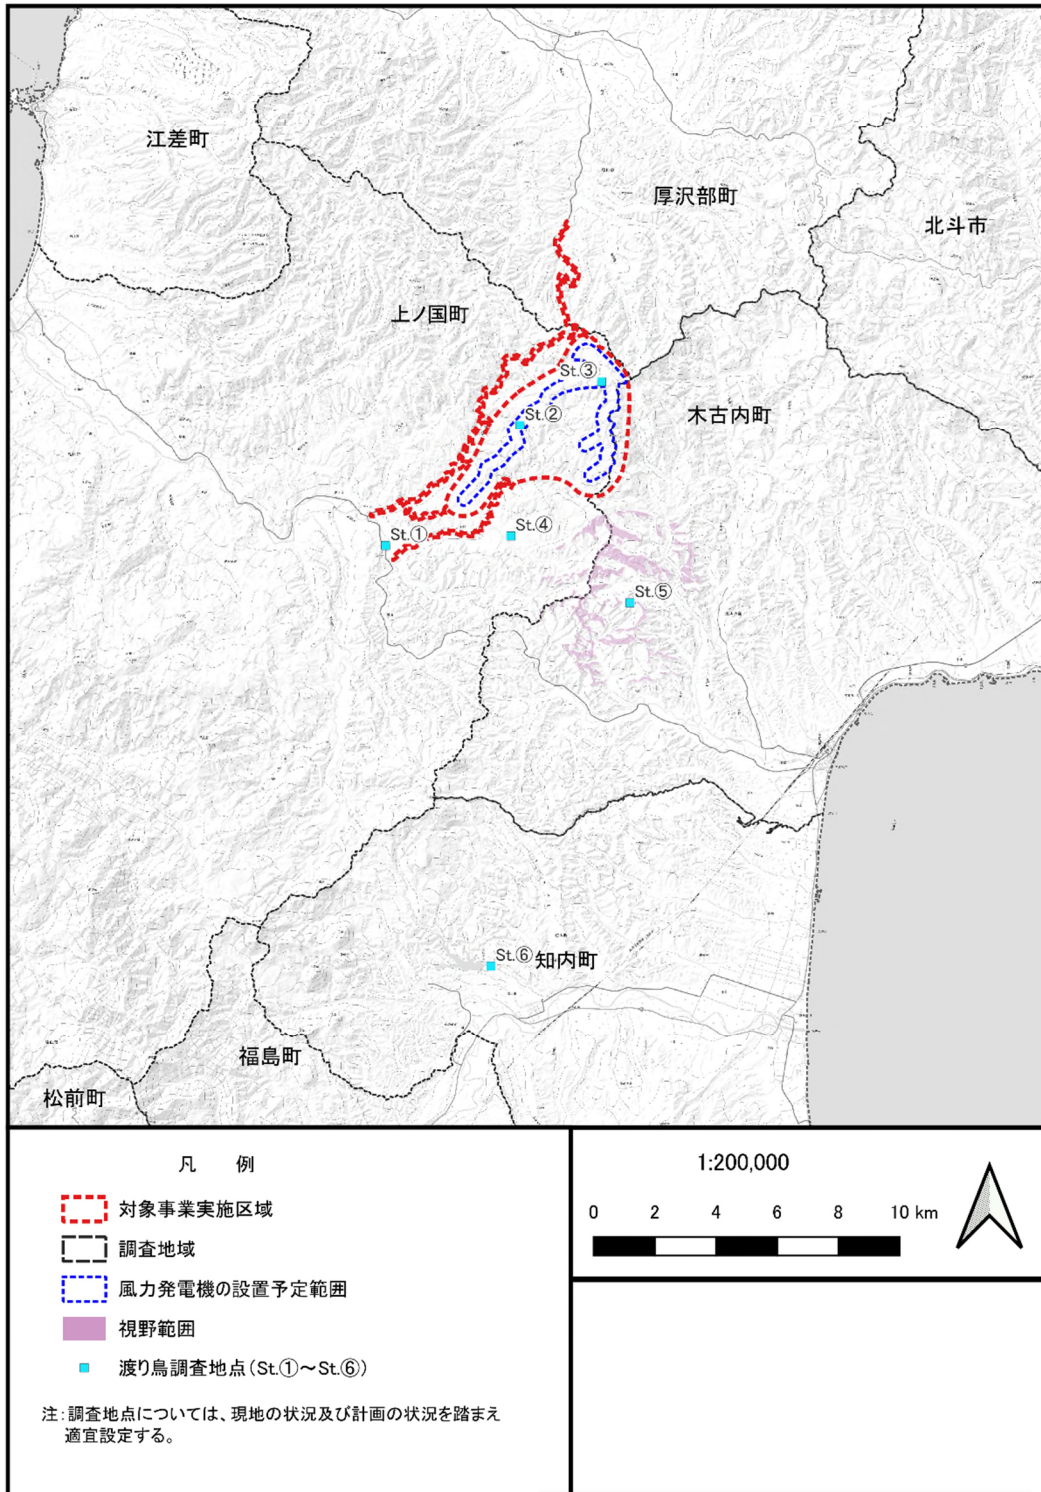 江差町
厚沢部町
北斗市
上ノ国町
St.③
木古内町
St.②
St.①
St.④
St.⑤
St.⑥
知内町
福島町
松前町
凡 例
対象事業実施区域
調査地域
風力発電機の設置予定範囲
視野範囲
渡り鳥調査地点(St.①～St.⑥)
注:調査地点については、現地の状況及び計画の状況を踏まえ
適宜設定する。
1:200,000
0 2 4 6 8 10 km